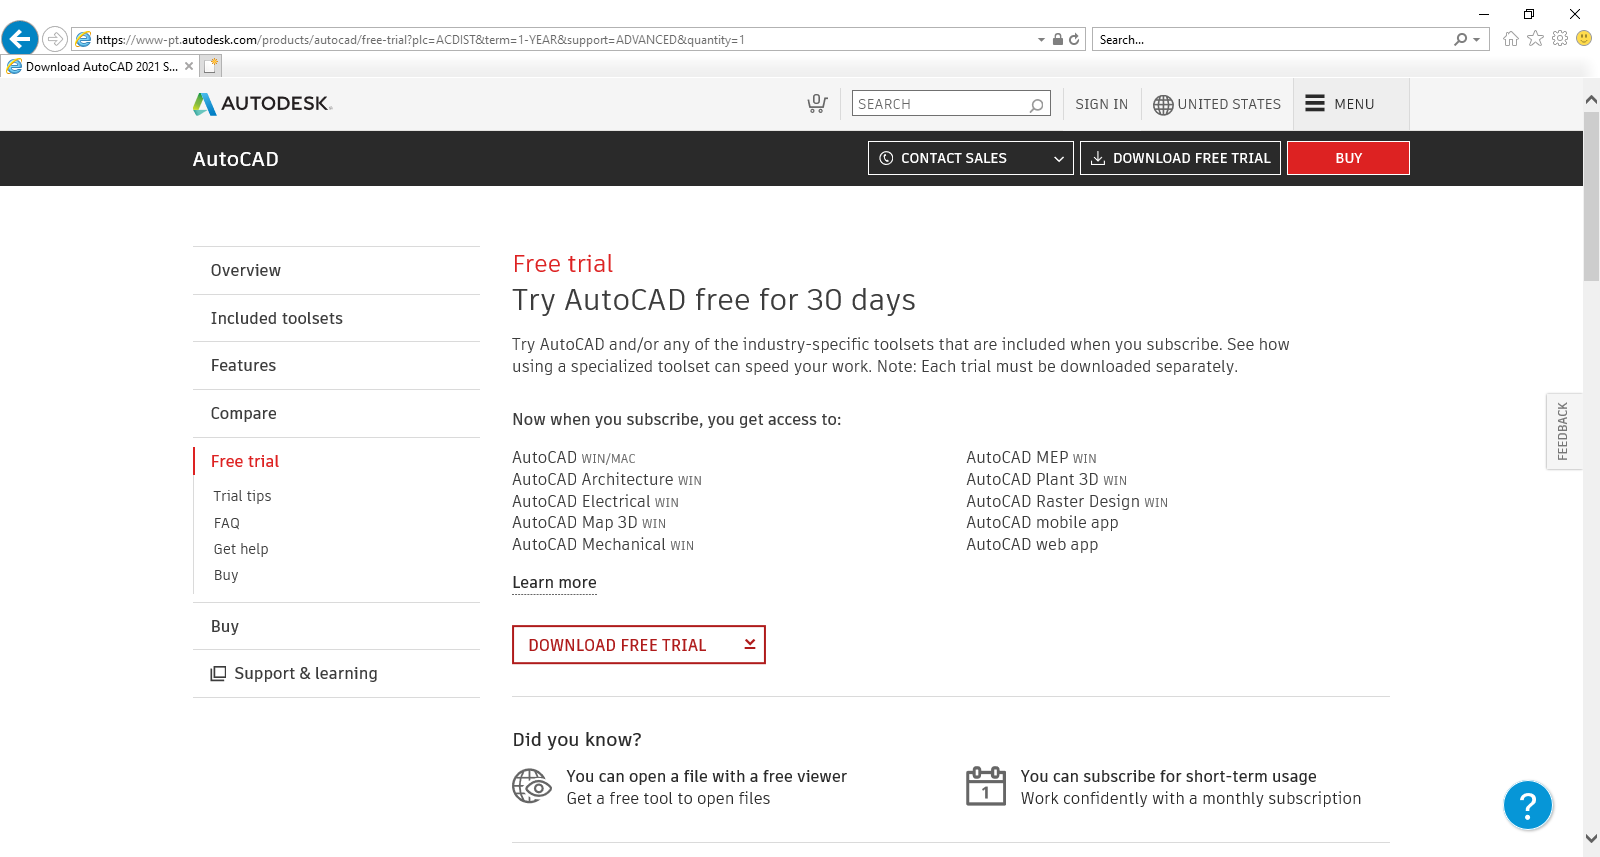 https://www-pt.autodesk.com/products/autocad/free-trial?plc=ACDIST&term=1-YEAR&support=ADVANCED&quantity=1
Search...
Download AutoCAD 2021 S...
AUTODESK
0
SEARCH
SIGN IN
UNITED STATES
MENU
AutoCAD
CONTACT SALES
DOWNLOAD FREE TRIAL
BUY
Overview
Included toolsets
Features
Compare
Free trial
Trial tips
FAQ
Get help
Buy
Buy
Support & learning
Free trial
Try AutoCAD free for 30 days
Try AutoCAD and/or any of the industry-specific toolsets that are included when you subscribe. See how
using a specialized toolset can speed your work. Note: Each trial must be downloaded separately.
Now when you subscribe, you get access to:
AutoCAD WIN/MAC
AutoCAD Architecture WIN
AutoCAD Electrical WIN
AutoCAD Map 3D WIN
AutoCAD Mechanical WIN
AutoCAD MEP WIN
AutoCAD Plant 3D WIN
AutoCAD Raster Design WIN
AutoCAD mobile app
AutoCAD web app
Learn more
DOWNLOAD FREE TRIAL
Did you know?
You can open a file with a free viewer
Get a free tool to open files
1
You can subscribe for short-term usage
Work confidently with a monthly subscription
FEEDBACK
?